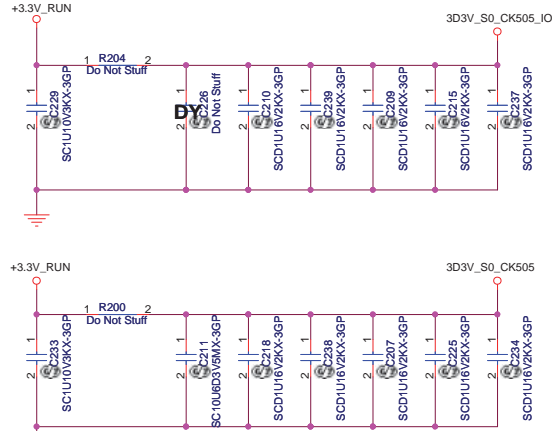 +3.3V_RUN
3D3V_S0_CK505_IO
1 R204 2
Do Not Stuff
1 2 C229 SC1U10V3KX-3GP
DY
1 2 C226 Do Not Stuff
1 2 C210 SCD1U16V2KX-3GP
1 2 C239 SCD1U16V2KX-3GP
1 2 C209 SCD1U16V2KX-3GP
1 2 C215 SCD1U16V2KX-3GP
1 2 C237 SCD1U16V2KX-3GP
+3.3V_RUN
3D3V_S0_CK505
1 R200 2
Do Not Stuff
1 2 C233 SC1U10V3KX-3GP
1 2 C211 SC10U6D3V5MX-3GP
1 2 C218 SCD1U16V2KX-3GP
1 2 C238 SCD1U16V2KX-3GP
1 2 C207 SCD1U16V2KX-3GP
1 2 C225 SCD1U16V2KX-3GP
1 2 C234 SCD1U16V2KX-3GP